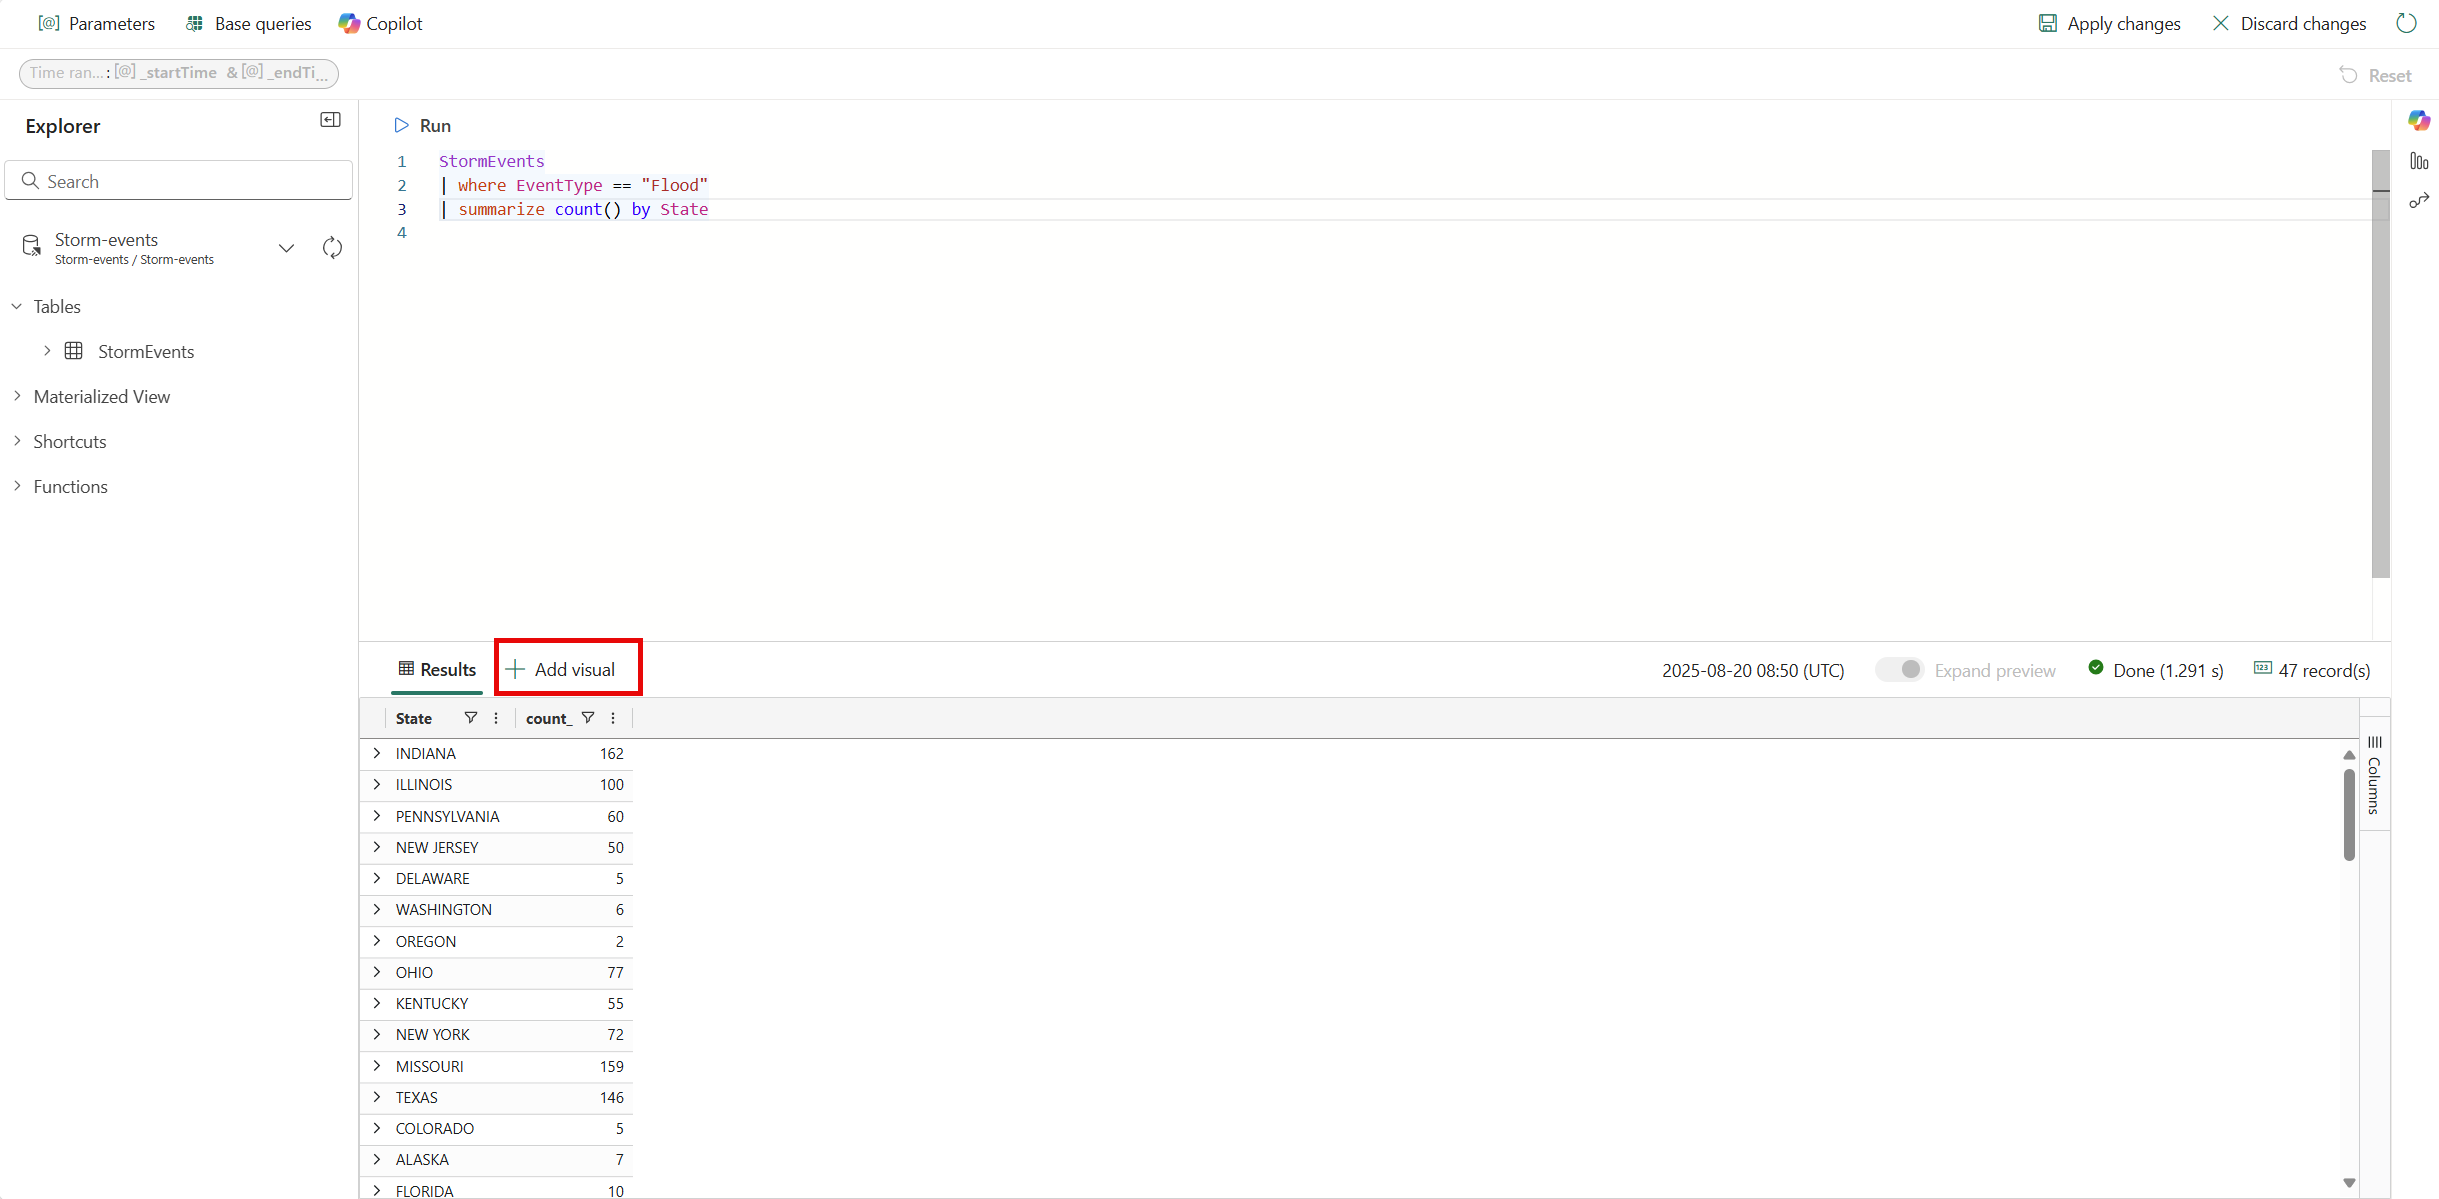 Parameters Base queries Copilot Apply changes Discard changes
Time ran... : [@] _startTime & [@] _endTi... Reset
Explorer
Search
Storm-events
Storm-events / Storm-events
Tables
StormEvents
Materialized View
Shortcuts
Functions
Run
1 StormEvents
2 | where EventType == "Flood"
3 | summarize count() by State
4
Results Add visual 2025-08-20 08:50 (UTC) Expand preview Done (1.291 s) 47 record(s)
State count_
INDIANA 162
ILLINOIS 100
PENNSYLVANIA 60
NEW JERSEY 50
DELAWARE 5
WASHINGTON 6
OREGON 2
OHIO 77
KENTUCKY 55
NEW YORK 72
MISSOURI 159
TEXAS 146
COLORADO 5
ALASKA 7
FLORIDA 10
Columns